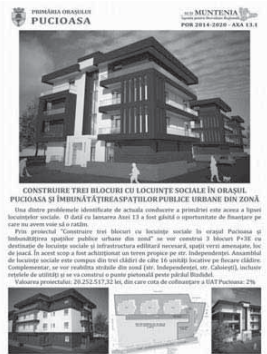 PRIMĂRIA ORAȘULUI
PUCIOASA
MUNTENIA
POR 2014-2020 - AXA 13.1
CONSTRUIRE TREI BLOCURI CU LOCUINȚE SOCIALE ÎN ORAȘUL
PUCIOASA ȘI ÎMBUNĂTĂȚIREA SPAȚIILOR PUBLICE URBANE DIN ZONĂ
Una dintre problemele identificate de actuala conducere a primăriei este aceea a lipsei
locuințelor sociale. O dată cu lansarea Axei 13 a fost ghidul o oportunitate de finanțare pe
care nu avem voie să o ratăm.
Prin proiectul "Construire trei blocuri cu locuințe sociale în orașul Pucioasa și
îmbunătățirea spațiilor publice urbane din zonă" se vor construi 3 blocuri P+3E cu
destinație de locuințe sociale și infrastructura edilitară necesară, spații verzi amenajate, loc
de joacă. În acest scop a fost achiziționat un teren propice pe str. Independenței. Ansamblul
de locuințe sociale este compus din trei clădiri de câte 16 unități locative pe fiecare clădire.
Complementar, se vor reabilita străzile din zonă (str. Independenței, str. Caloiești), inclusiv
rețelele de utilități și se va construi o punte pietonală peste pârâul Bizdidel.
Valoarea proiectului: 20.252.517,32 lei, din care cota de cofinanțare a UAT Pucioasa: 2%